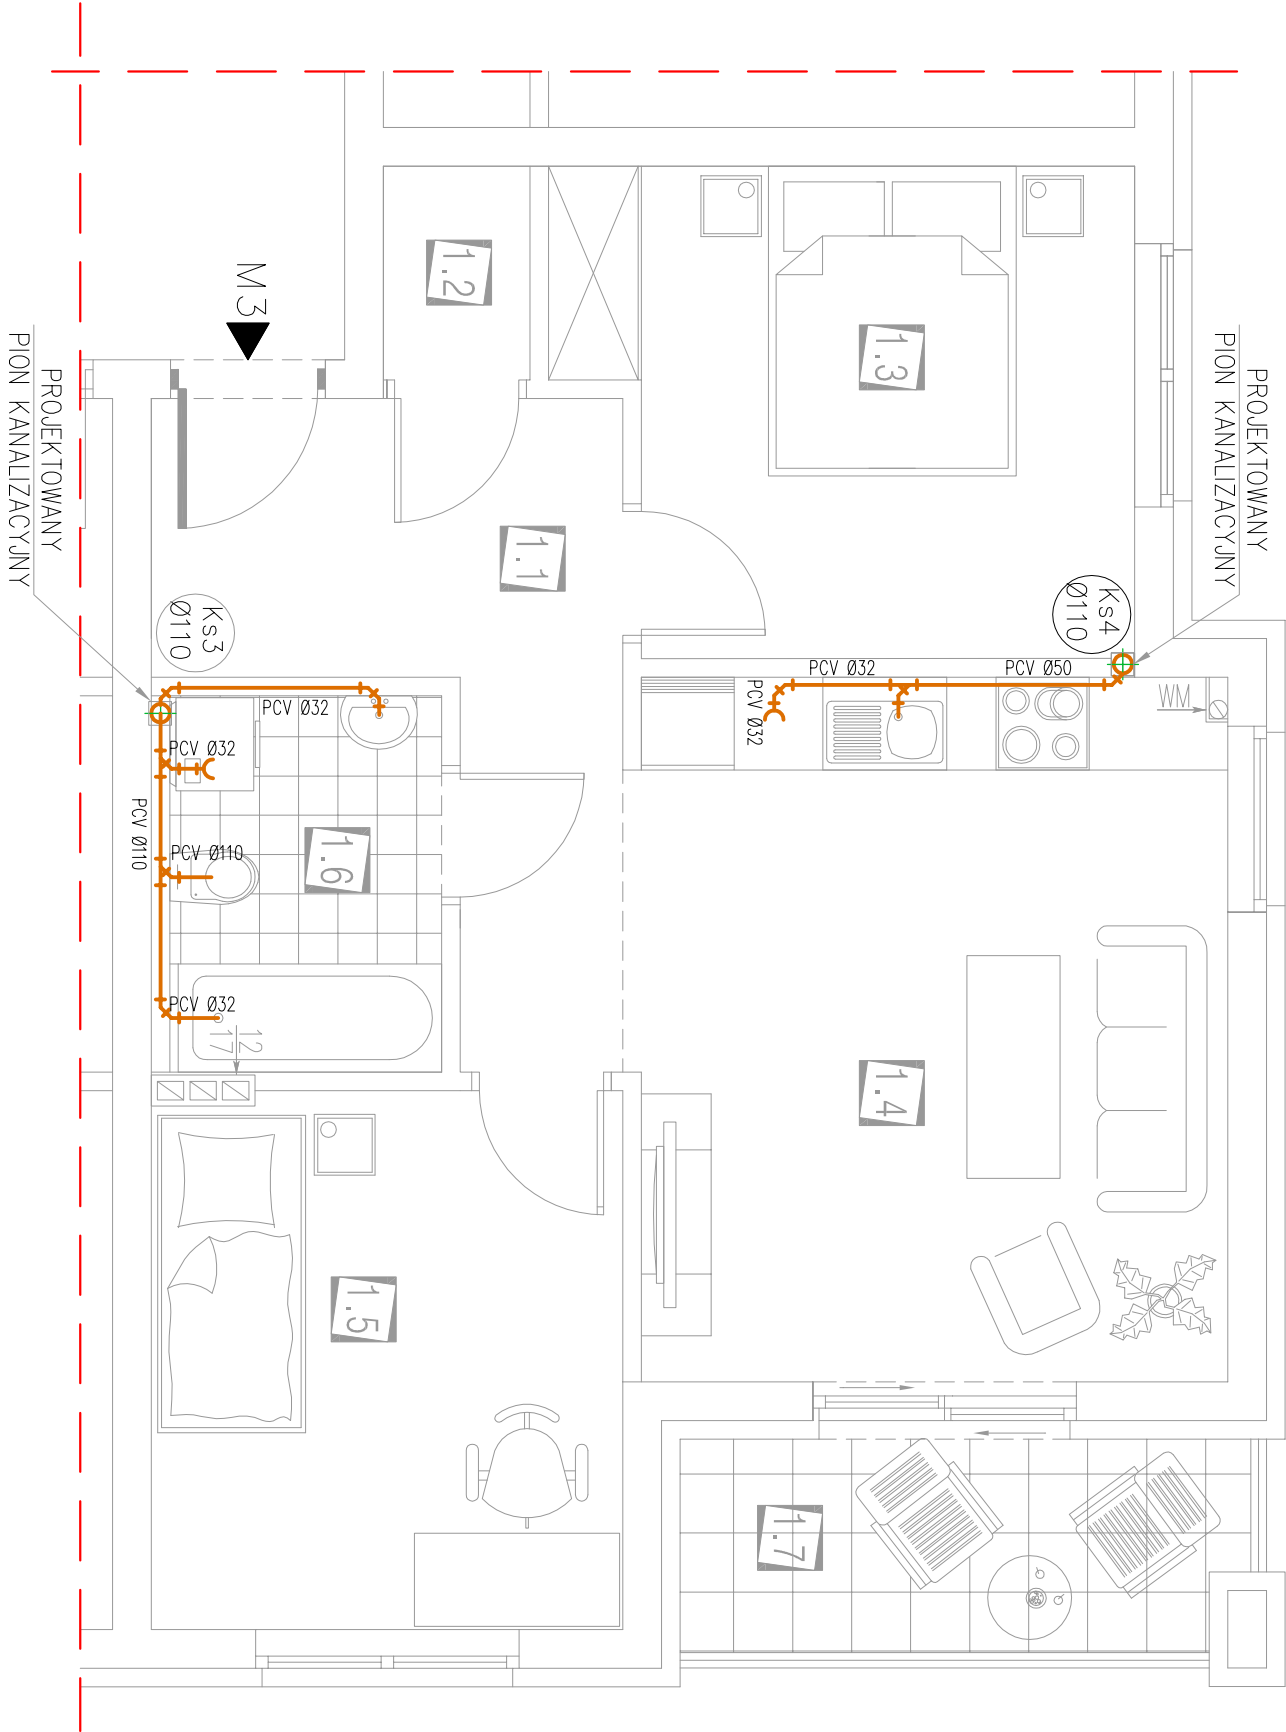 M3
1.2
1.3
PROJEKTOWANY
PION KANALIZACYJNY
PROJEKTOWANY
PION KANALIZACYJNY
1.1
Ks3
Ø110
Ks4
Ø110
PCV Ø32
PCV Ø50
PCV Ø32
WM
PCV Ø32
PCV Ø32
PCV Ø110
PCV Ø110
1.6
PCV Ø32
12
17
1.4
1.5
1.7